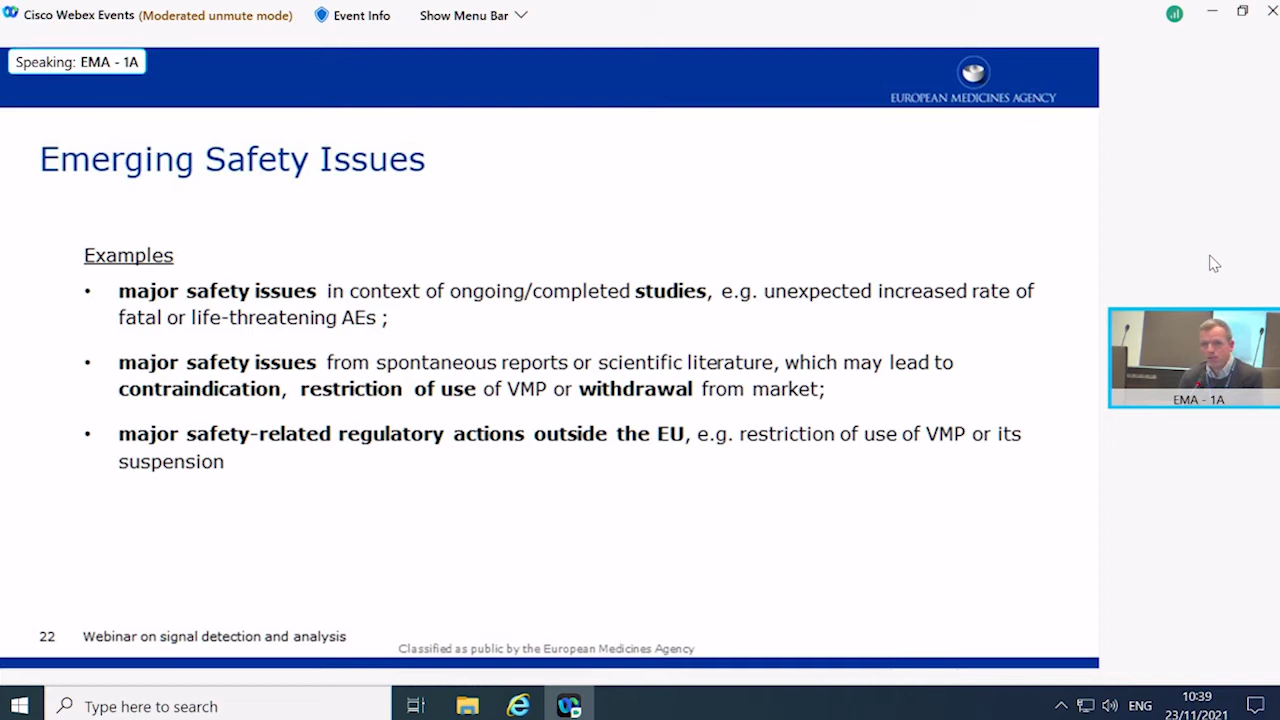 Cisco Webex Events (Moderated unmute mode) Event Info Show Menu Bar
Speaking: EMA - 1A
EUROPEAN MEDICINES AGENCY
Emerging Safety Issues
Examples
• major safety issues in context of ongoing/completed studies, e.g. unexpected increased rate of
fatal or life-threatening AEs ;
• major safety issues from spontaneous reports or scientific literature, which may lead to
contraindication, restriction of use of VMP or withdrawal from market;
• major safety-related regulatory actions outside the EU, e.g. restriction of use of VMP or its
suspension
EMA - 1A
22 Webinar on signal detection and analysis
Classified as public by the European Medicines Agency
Type here to search
ENG
10:39
23/11/2021